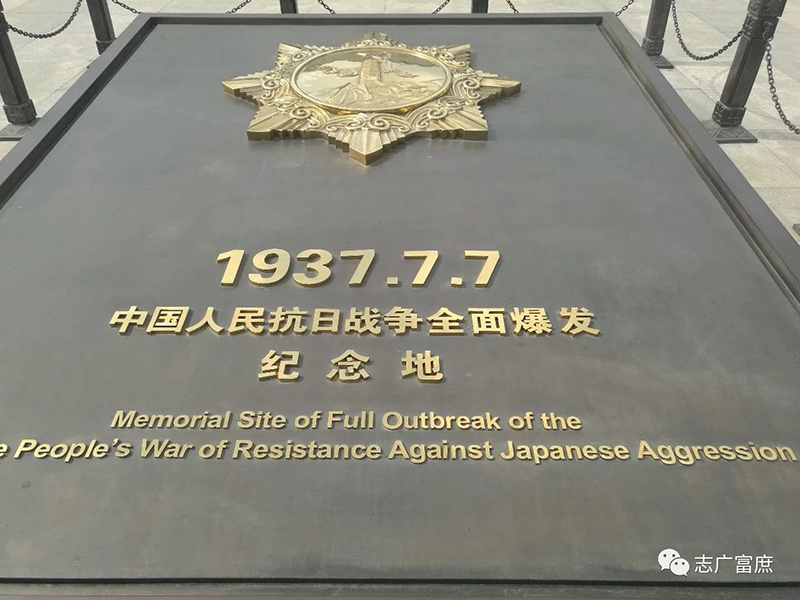 1937.7.7
中国人民抗日战争全面爆发
纪念地
Memorial Site of Full Outbreak of the
People's War of Resistance Against Japanese Aggression
志广富庶